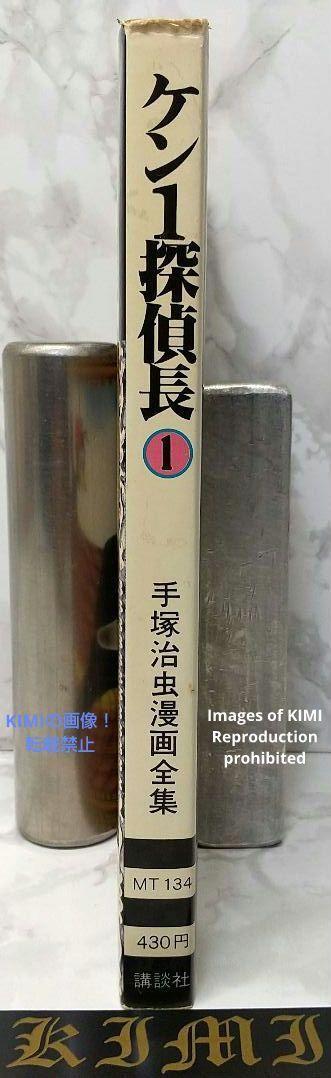 ケン1探偵長
1
手塚治虫漫画全集
MT 134
430円
講談社
KIMIの画像！
転載禁止
Images of KIMI
Reproduction
prohibited
KIMI